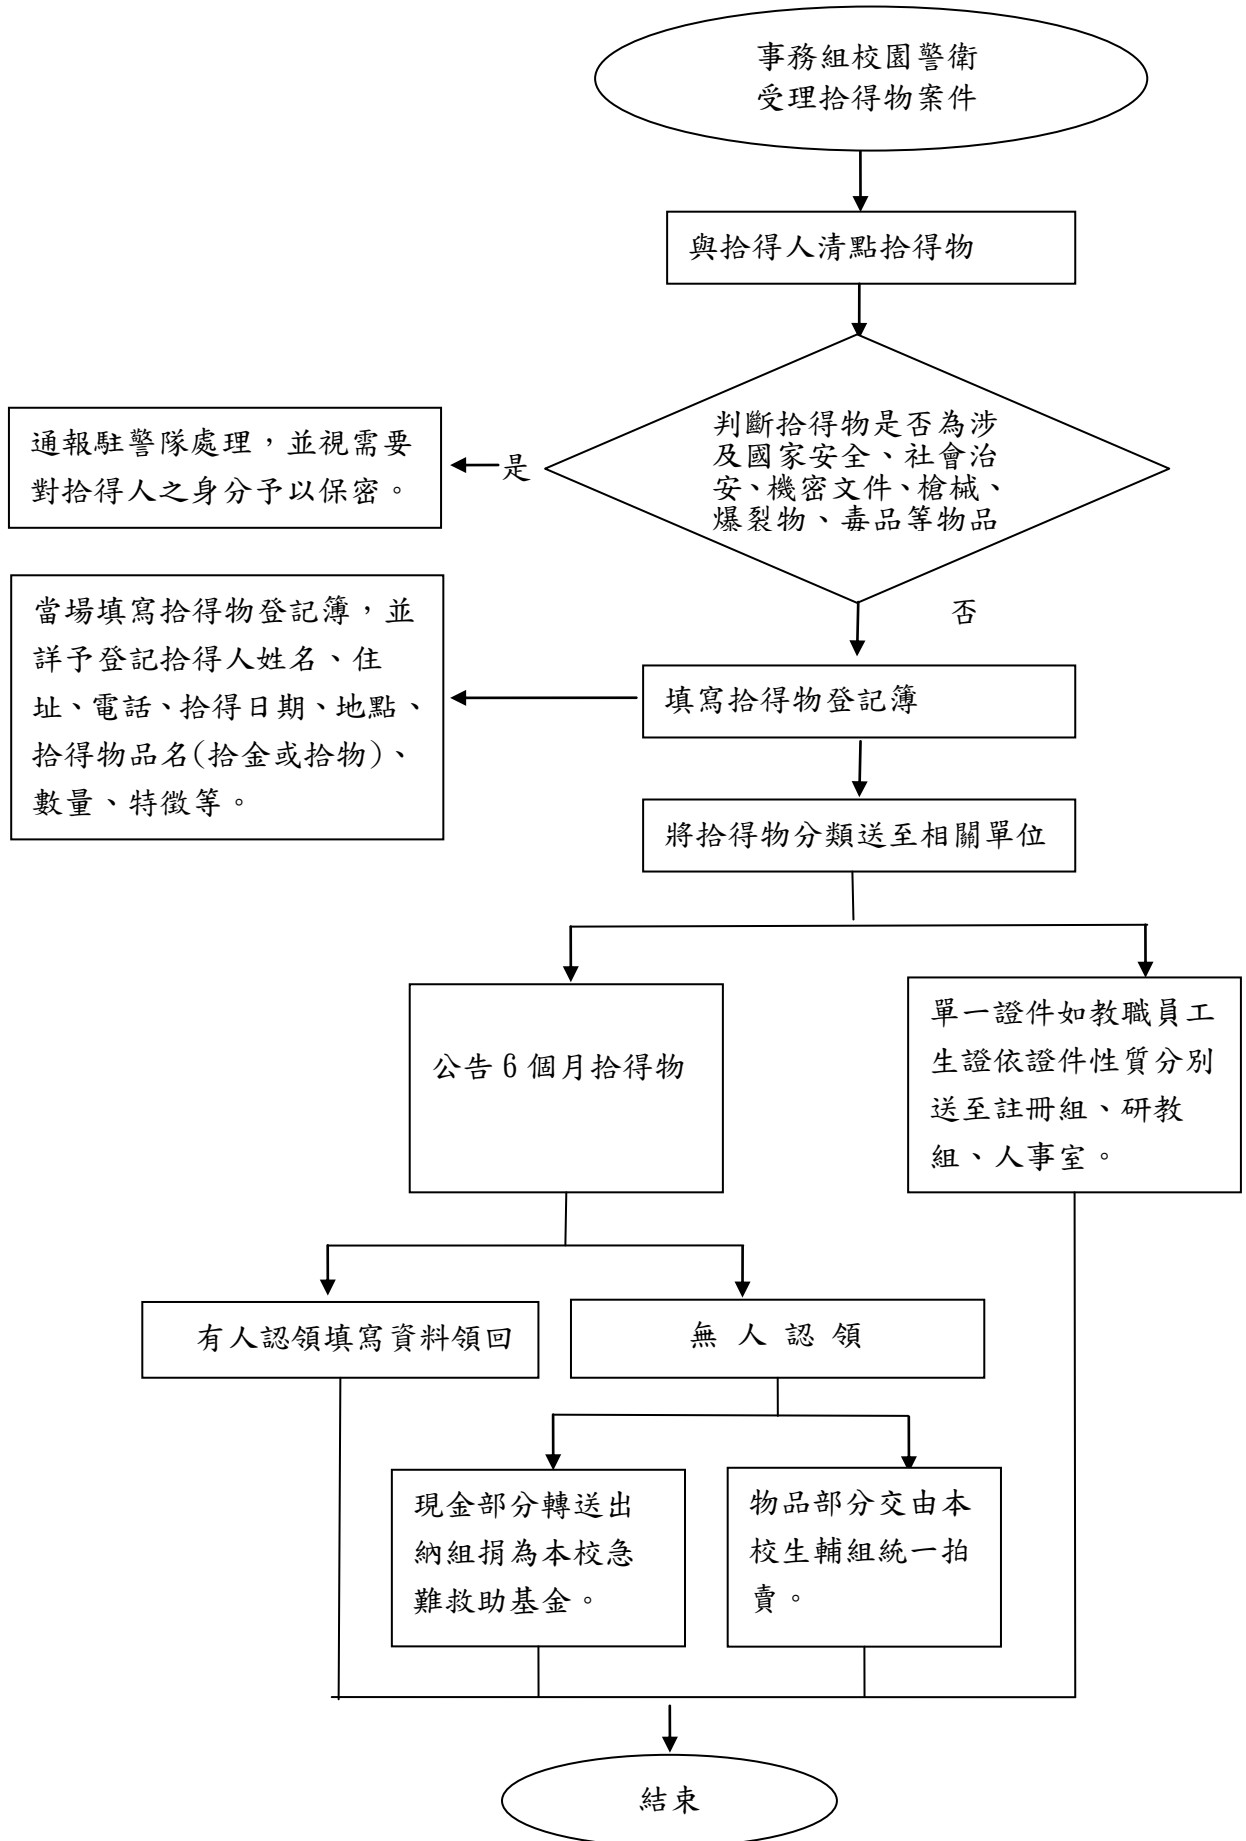 事務組校園警衛
受理拾得物案件
與拾得人清點拾得物
判斷拾得物是否為涉
及國家安全、社會治
安、機密文件、槍械、
爆裂物、毒品等物品
是
通報駐警隊處理，並視需要
對拾得人之身分予以保密。
否
填寫拾得物登記簿
當場填寫拾得物登記簿，並
詳予登記拾得人姓名、住
址、電話、拾得日期、地點、
拾得物品名(拾金或拾物)、
數量、特徵等。
將拾得物分類送至相關單位
公告6個月拾得物
單一證件如教職員工
生證依證件性質分別
送至註冊組、研教
組、人事室。
有人認領填寫資料領回
無人認領
現金部分轉送出
納組捐為本校急
難救助基金。
物品部分交由本
校生輔組統一拍
賣。
結束